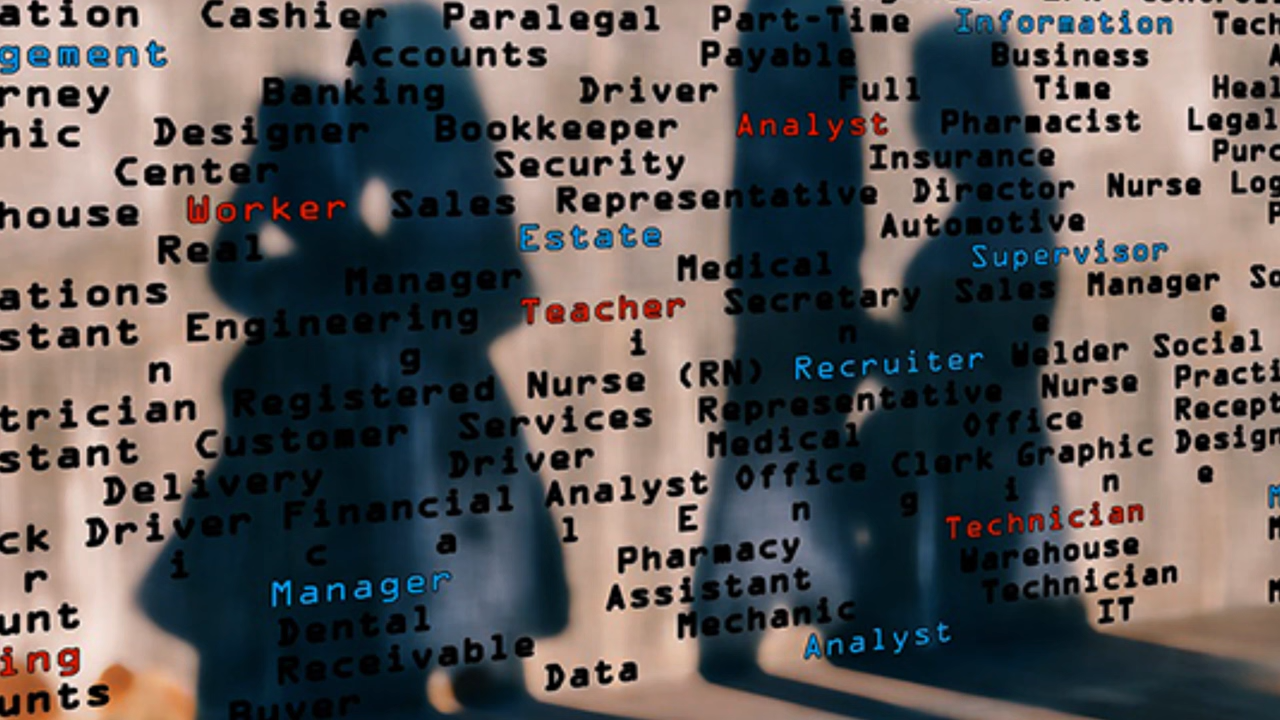 ation Cashier Paralegal Part-Time Information Tech
gement Accounts Payable Business A
rney Banking Driver Full Time Heal
hic Designer Bookkeeper Analyst Pharmacist Legal
Center Security Insurance Purc
house Worker Sales Representative Director Nurse Log
Real Estate Automotive
ations Manager Medical Supervisor
stant Engineering Teacher Secretary Sales Manager So
n g i n e e
trician Registered Nurse (RN) Recruiter Welder Social
stant Customer Services Representative Nurse Practi
Delivery Driver Medical Office Recept
ck Driver Financial Analyst Office Clerk Graphic Design
r i c a l E n g i n e
unt Manager Pharmacy Technician
ing Dental Assistant Warehouse
unts Receivable Mechanic Technician
Buyer Data Analyst IT